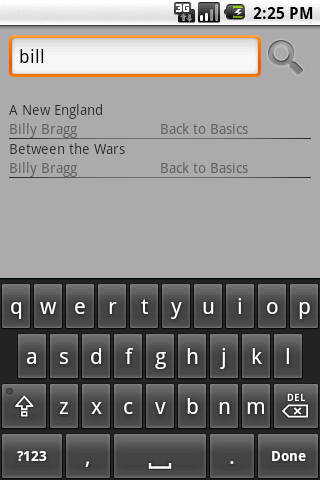 3G 2:25 PM
bill
A New England
Billy Bragg Back to Basics
Between the Wars
Billy Bragg Back to Basics
q w e r t y u i o p
a s d f g h j k l
z x c v b n m DEL
?123 , . Done